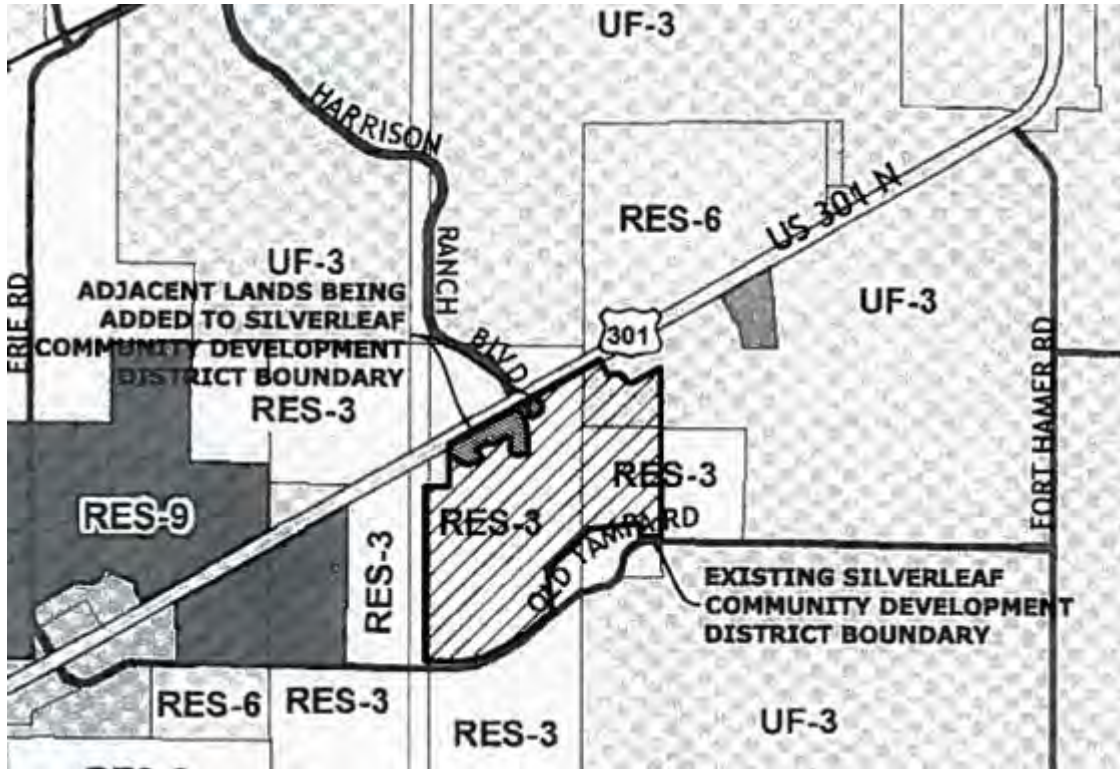 UF-3
HARRISON
RES-6
US 301 N
RANCH
UF-3
UF-3
ADJACENT LANDS BEING
ADDED TO SILVERLEAF
COMMUNITY DEVELOPMENT
DISTRICT BOUNDARY
ERIE RD
301
BLVD
RES-3
FORT HAMER RD
RES-3
RES-9
RES-3
RES-3
OLD TAMPA RD
EXISTING SILVERLEAF
COMMUNITY DEVELOPMENT
DISTRICT BOUNDARY
RES-6
RES-3
RES-3
UF-3